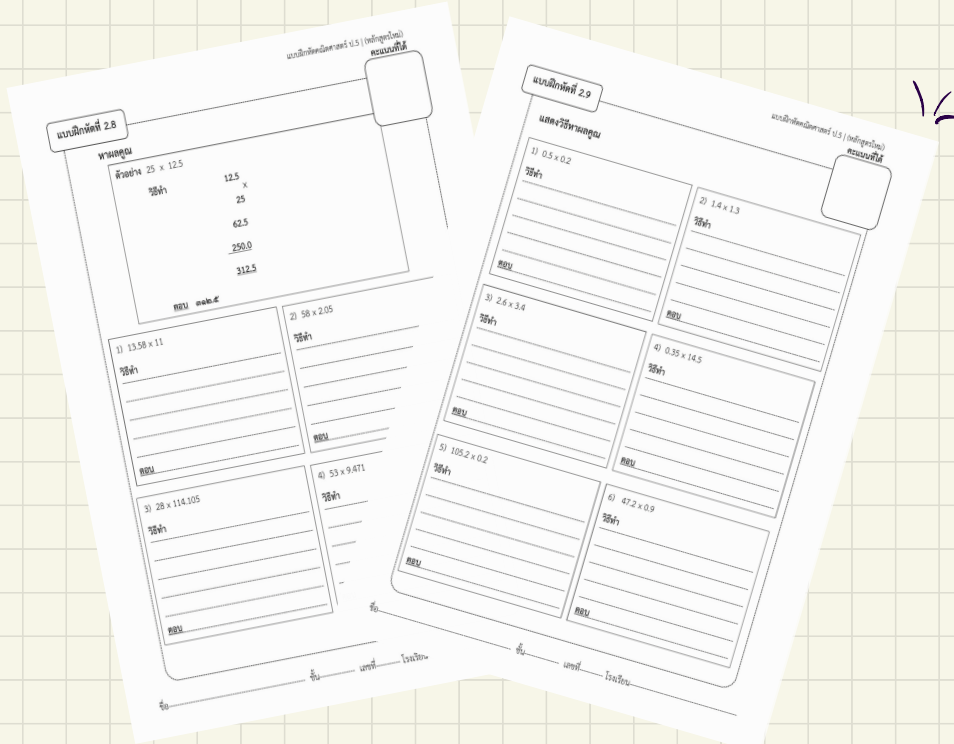 แบบฝึกหัดคณิตศาสตร์ ป.5 | (หลักสูตรใหม่)
คะแนนที่ได้
แบบฝึกหัดที่ 2.8
หาผลคูณ
ตัวอย่าง 25 x 12.5
วิธีทำ
12.5
x
25
62.5
250.0
312.5
ตอบ ๓๑๒.๕
1) 13.58 x 11
วิธีทำ
ตอบ
2) 58 x 2.05
วิธีทำ
ตอบ
3) 28 x 114.105
วิธีทำ
ตอบ
4) 53 x 9.471
วิธีทำ
ชื่อ ชั้น เลขที่ โรงเรียน
แบบฝึกหัดที่ 2.9
แบบฝึกหัดคณิตศาสตร์ ป.5 | (หลักสูตรใหม่)
คะแนนที่ได้
แสดงวิธีหาผลคูณ
1) 0.5 x 0.2
วิธีทำ
ตอบ
2) 1.4 x 1.3
วิธีทำ
ตอบ
3) 2.6 x 3.4
วิธีทำ
ตอบ
4) 0.35 x 14.5
วิธีทำ
ตอบ
5) 105.2 x 0.2
วิธีทำ
ตอบ
6) 47.2 x 0.9
วิธีทำ
ตอบ
ชื่อ ชั้น เลขที่ โรงเรียน